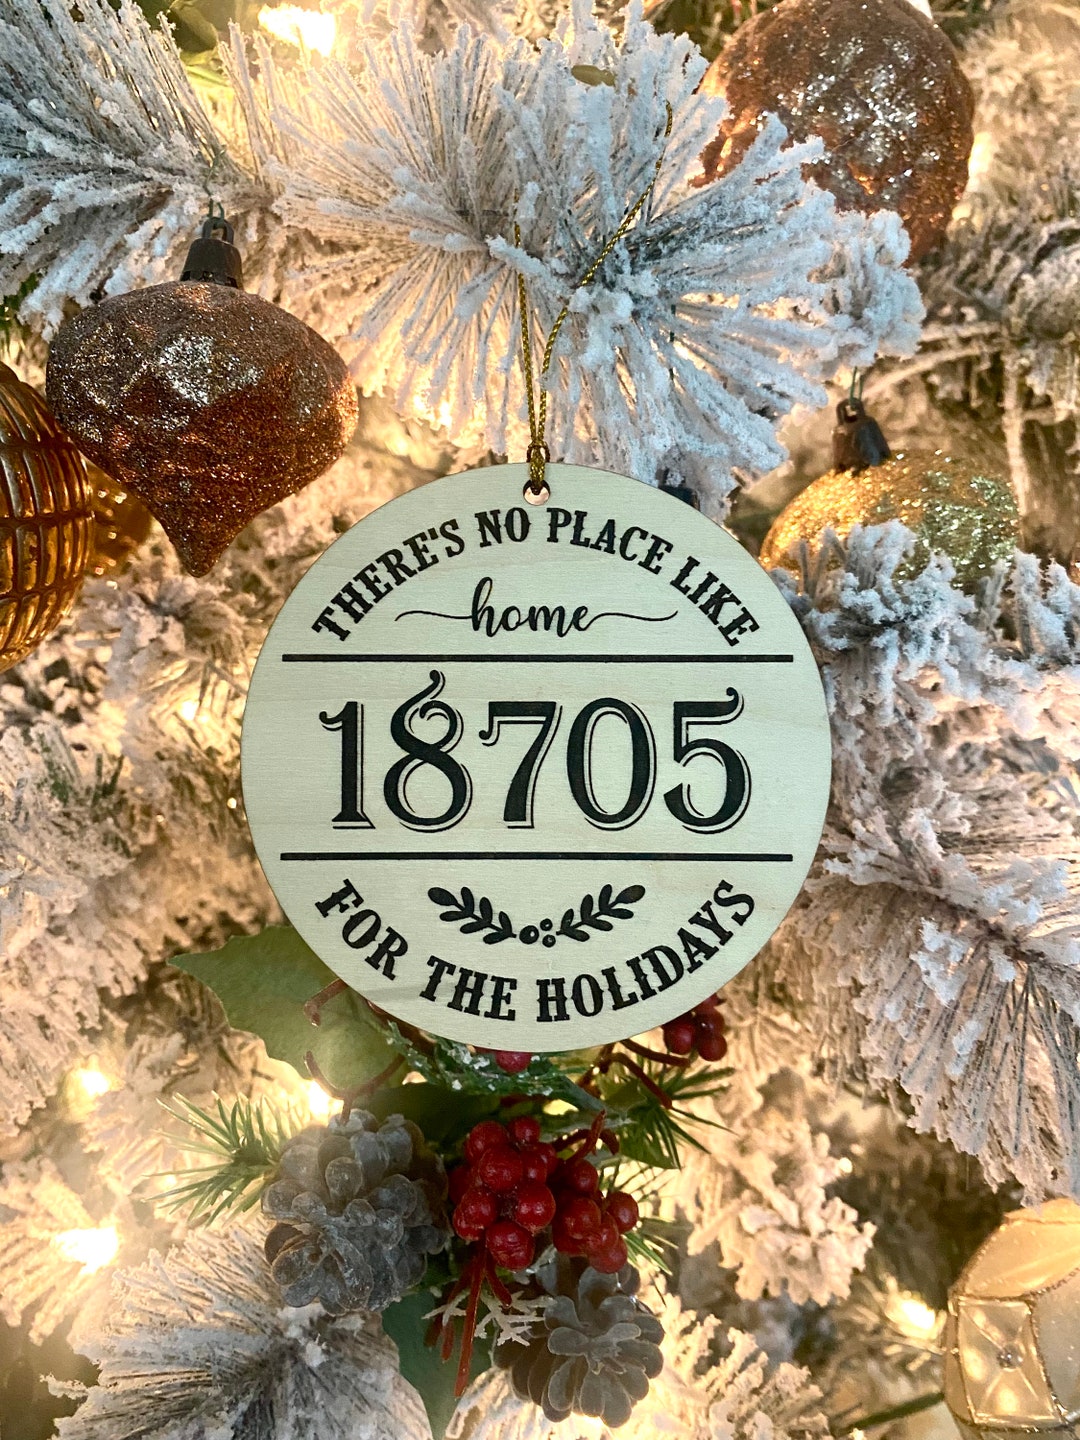 THERE'S NO PLACE LIKE
home
18705
FOR THE HOLIDAYS